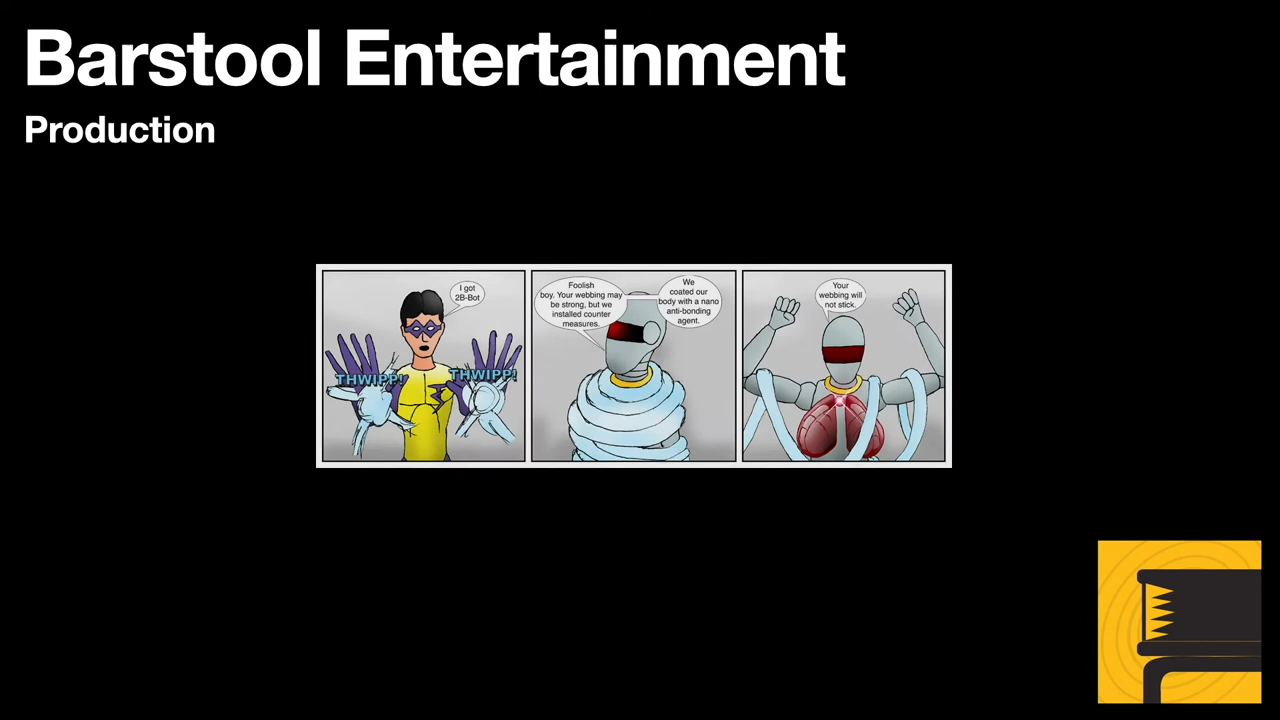 Barstool Entertainment
Production
I got
2B-Bot
THWIPP!
THWIPP!
Foolish
boy. Your webbing may
be strong, but we
installed counter
measures.
We
coated our
body with a nano
anti-bonding
agent.
Your
webbing will
not stick.